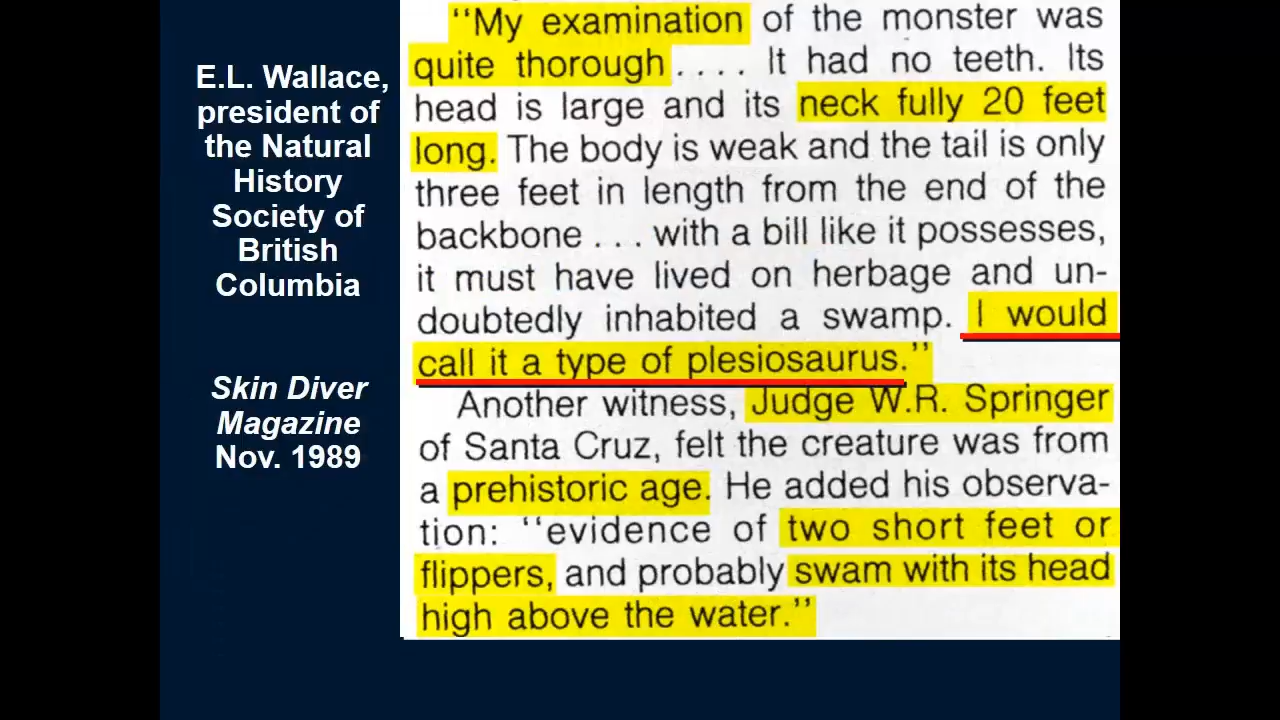 E.L. Wallace,
president of
the Natural
History
Society of
British
Columbia
Skin Diver
Magazine
Nov. 1989
“My examination of the monster was
quite thorough . . . . It had no teeth. Its
head is large and its neck fully 20 feet
long. The body is weak and the tail is only
three feet in length from the end of the
backbone . . . with a bill like it possesses,
it must have lived on herbage and un-
doubtedly inhabited a swamp. I would
call it a type of plesiosaurus.”
Another witness, Judge W.R. Springer
of Santa Cruz, felt the creature was from
a prehistoric age. He added his observa-
tion: “evidence of two short feet or
flippers, and probably swam with its head
high above the water.”